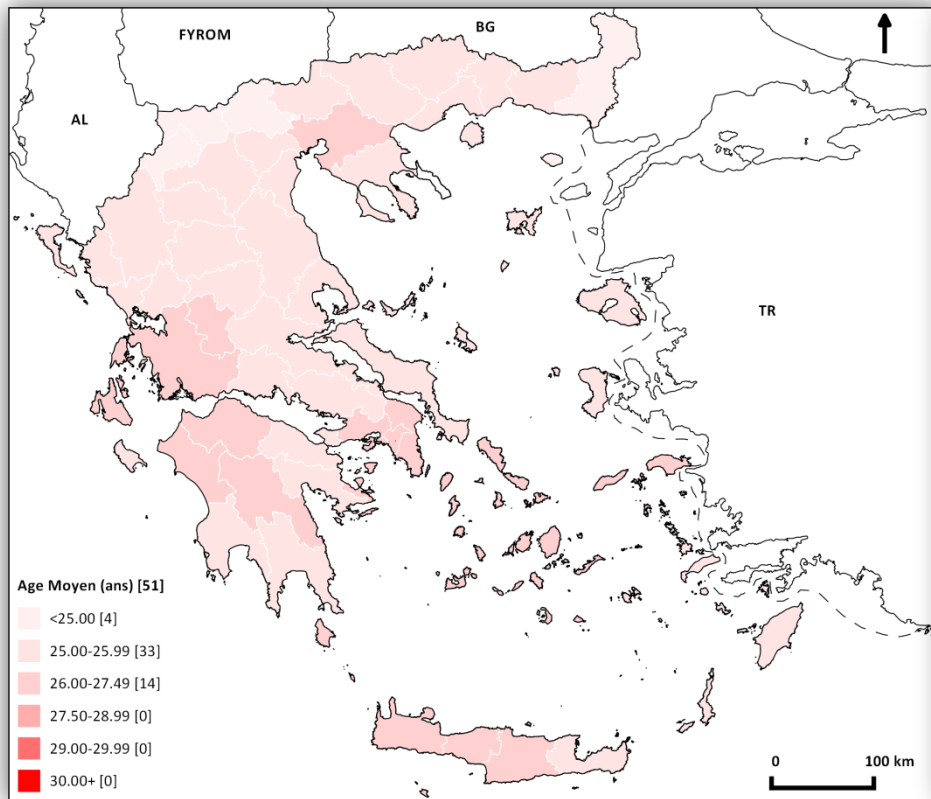 FYROM
BG
AL
TR
Age Moyen (ans) [51]
<25.00 [4]
25.00-25.99 [33]
26.00-27.49 [14]
27.50-28.99 [0]
29.00-29.99 [0]
30.00+ [0]
0 100 km